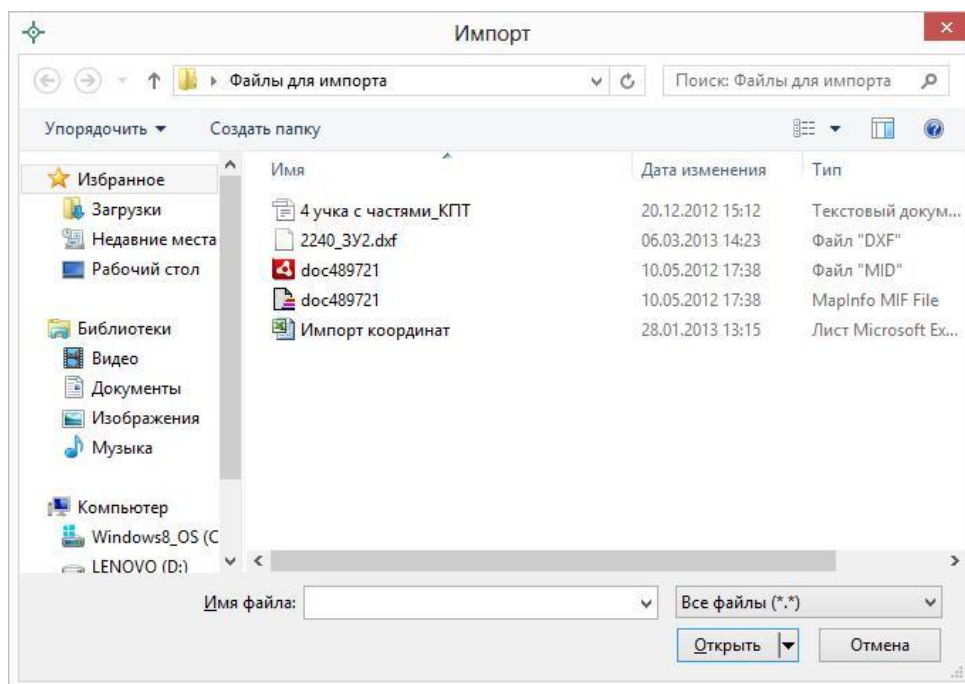 Импорт
Файлы для импорта
Поиск: Файлы для импорта
Упорядочить
Создать папку
Имя
Дата изменения
Тип
Избранное
Загрузки
Недавние места
Рабочий стол
Библиотеки
Видео
Документы
Изображения
Музыка
Компьютер
Windows8_OS (C
LENOVO (D:)
4 учка с частями_КПТ 20.12.2012 15:12 Текстовый докум...
2240_ЗУ2.dxf 06.03.2013 14:23 Файл "DXF"
doc489721 10.05.2012 17:38 Файл "MID"
doc489721 10.05.2012 17:38 MapInfo MIF File
Импорт координат 28.01.2013 13:15 Лист Microsoft Ex...
Имя файла:
Все файлы (*.*)
Открыть
Отмена